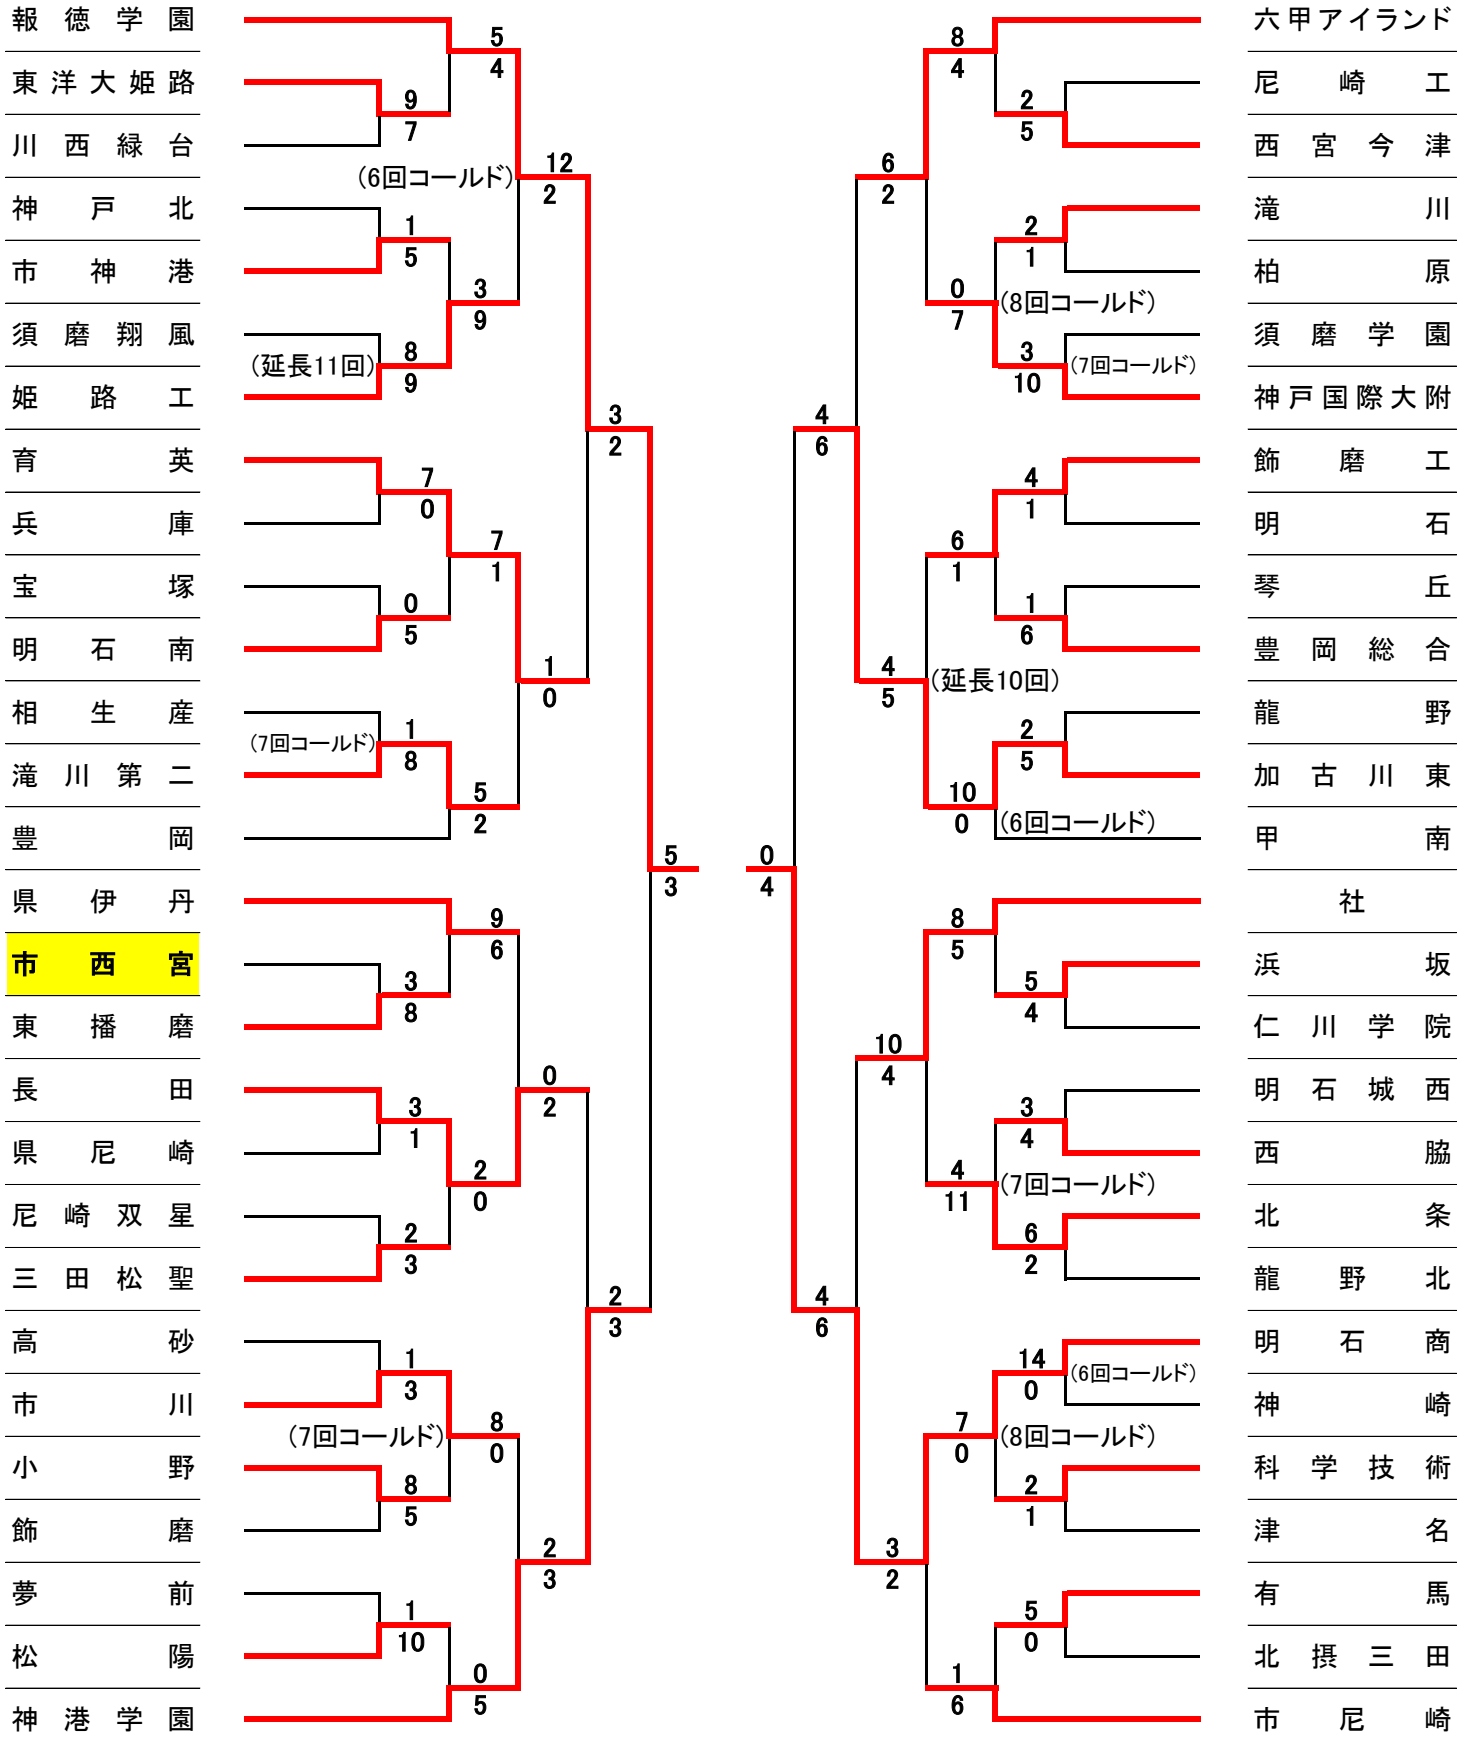 報徳学園
東洋大姫路
川西緑台
神戸北
市神港
須磨翔風
姫路工
育英
兵庫
宝塚
明石南
相生産
滝川第二
豊岡
県伊丹
市西宮
東播磨
長田
県尼崎
尼崎双星
三田松聖
高砂
市川
小野
飾磨
夢前
松陽
神港学園
9
7
1
5
(延長11回)
8
9
7
0
0
5
(7回コールド)
1
8
3
8
3
1
2
3
1
3
8
5
1
10
5
4
3
9
7
1
5
2
9
6
2
0
(7回コールド)
8
0
0
5
(6回コールド)
12
2
1
0
0
2
2
3
3
2
2
3
5
3
0
4
4
6
4
6
6
2
4
5
(延長10回)
10
4
3
2
8
4
0
7
(8回コールド)
6
1
10
0
(6回コールド)
8
5
4
11
(7回コールド)
7
0
(8回コールド)
1
6
2
5
2
1
3
10
(7回コールド)
4
1
1
6
2
5
5
4
3
4
6
2
14
0
(6回コールド)
2
1
5
0
六甲アイランド
尼崎工
西宮今津
滝川
柏原
須磨学園
神戸国際大附
飾磨工
明石
琴丘
豊岡総合
龍野
加古川東
甲南
社
浜坂
仁川学院
明石城西
西脇
北条
龍野北
明石商
神崎
科学技術
津名
有馬
北摂三田
市尼崎